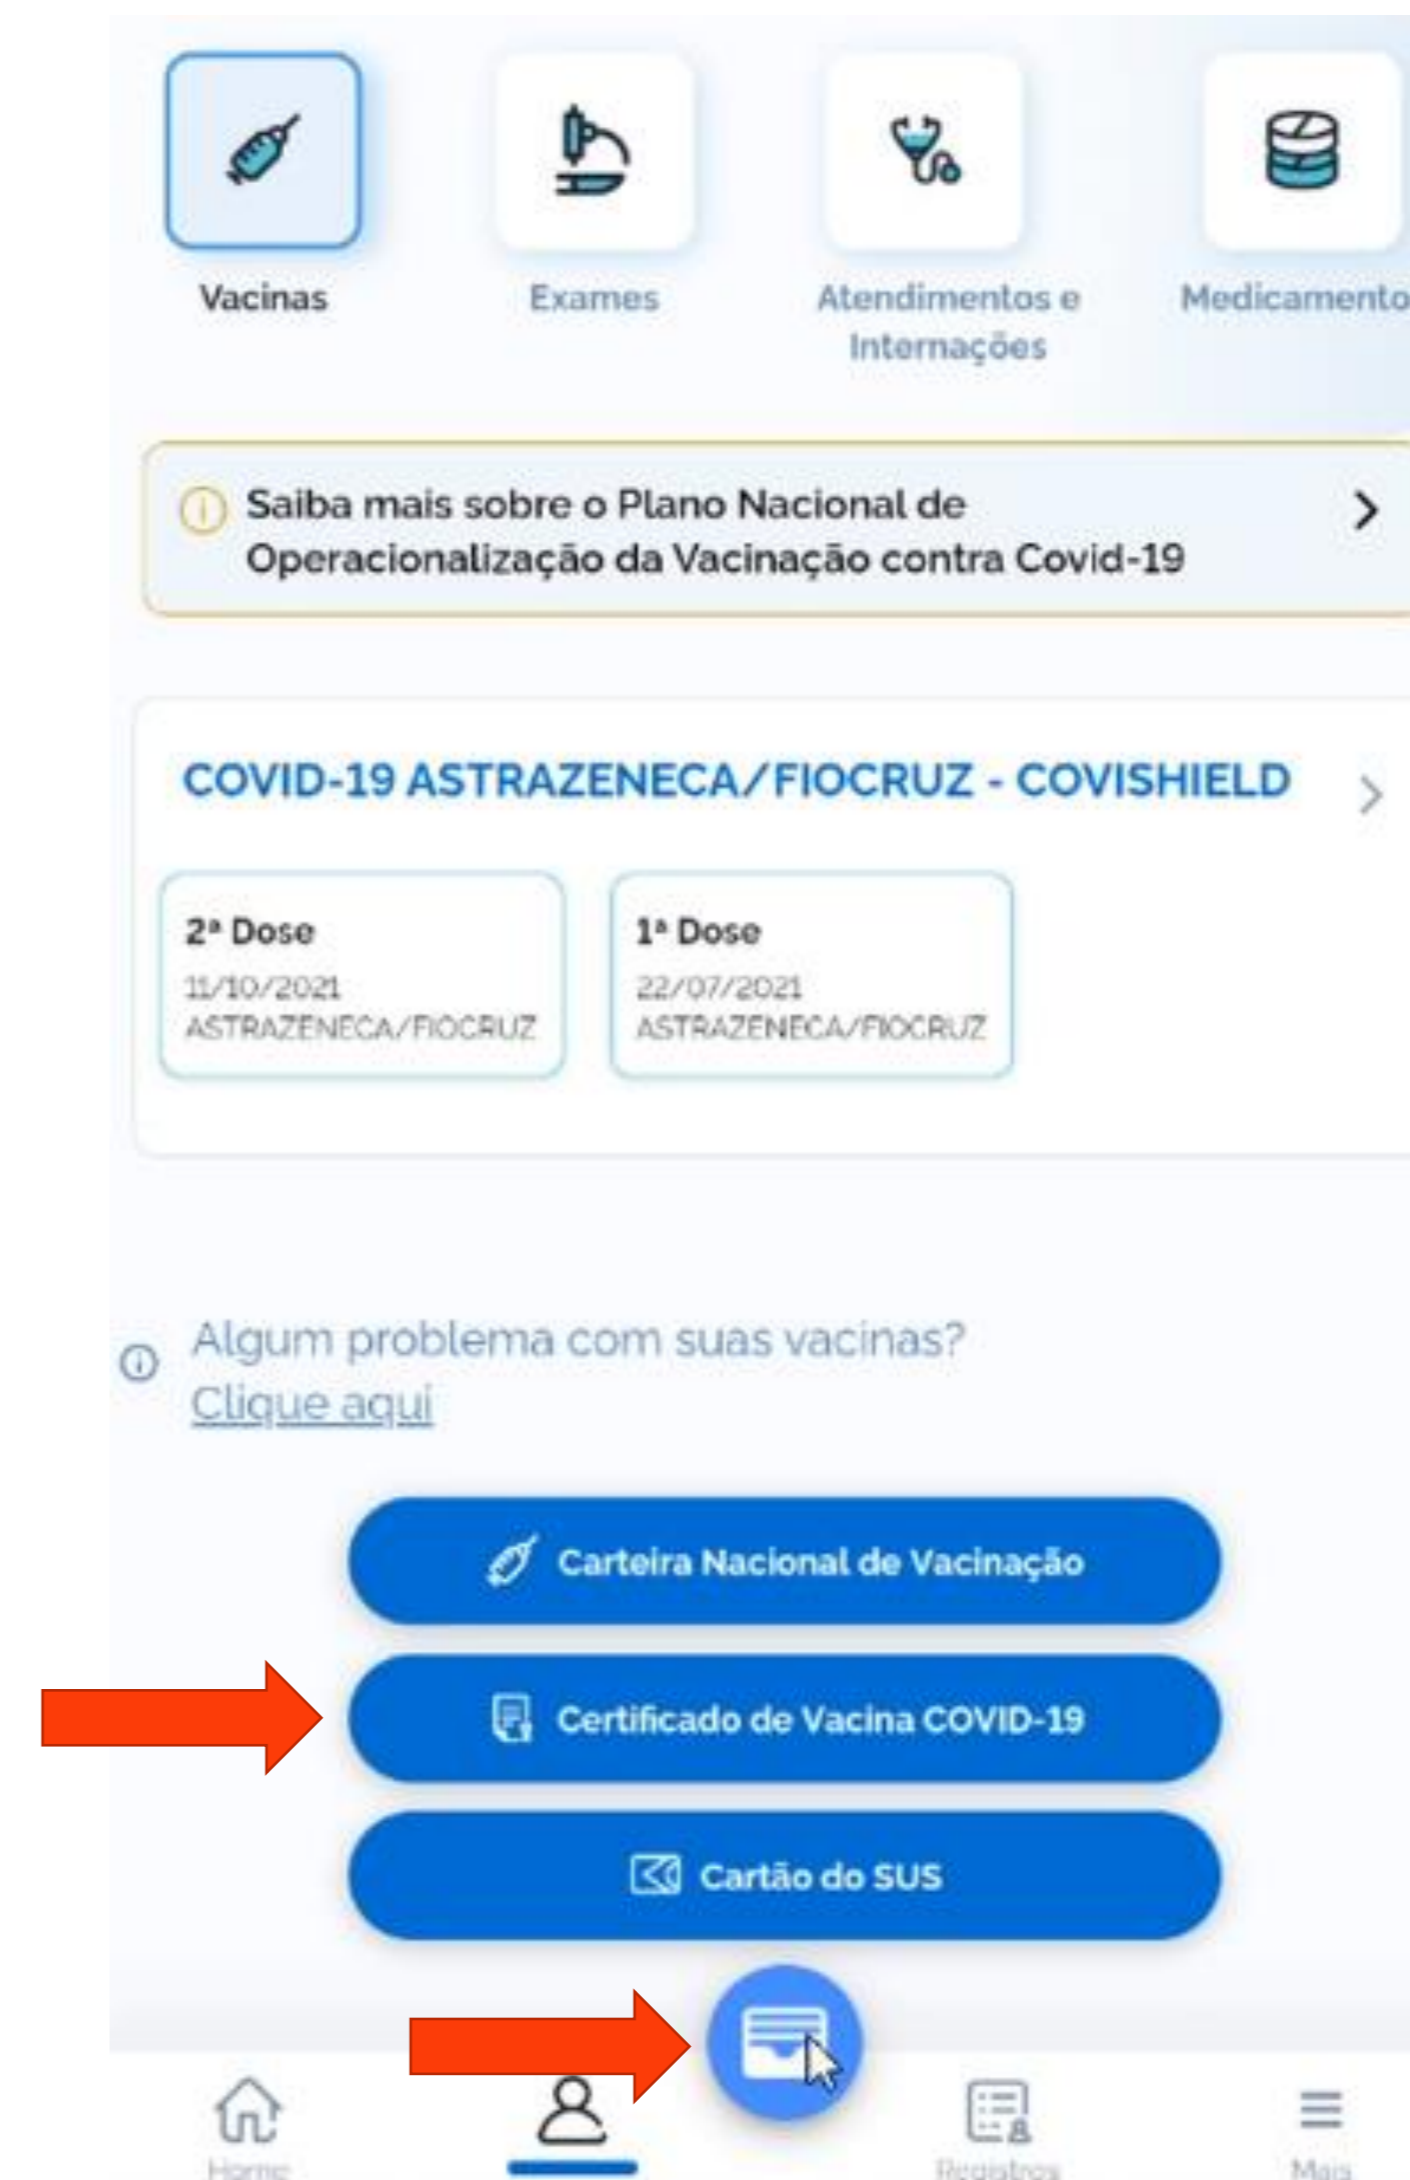 Vacinas
Exames
Atendimentos e
Internações
Medicamento
Saiba mais sobre o Plano Nacional de
Operacionalização da Vacinação contra Covid-19
COVID-19 ASTRAZENECA/FIOCRUZ - COVISHIELD
2ª Dose
11/10/2021
ASTRAZENECA/FIOCRUZ
1ª Dose
22/07/2021
ASTRAZENECA/FIOCRUZ
Algum problema com suas vacinas?
Clique aqui
Carteira Nacional de Vacinação
Certificado de Vacina COVID-19
Cartão do SUS
Home
Registros
Mais